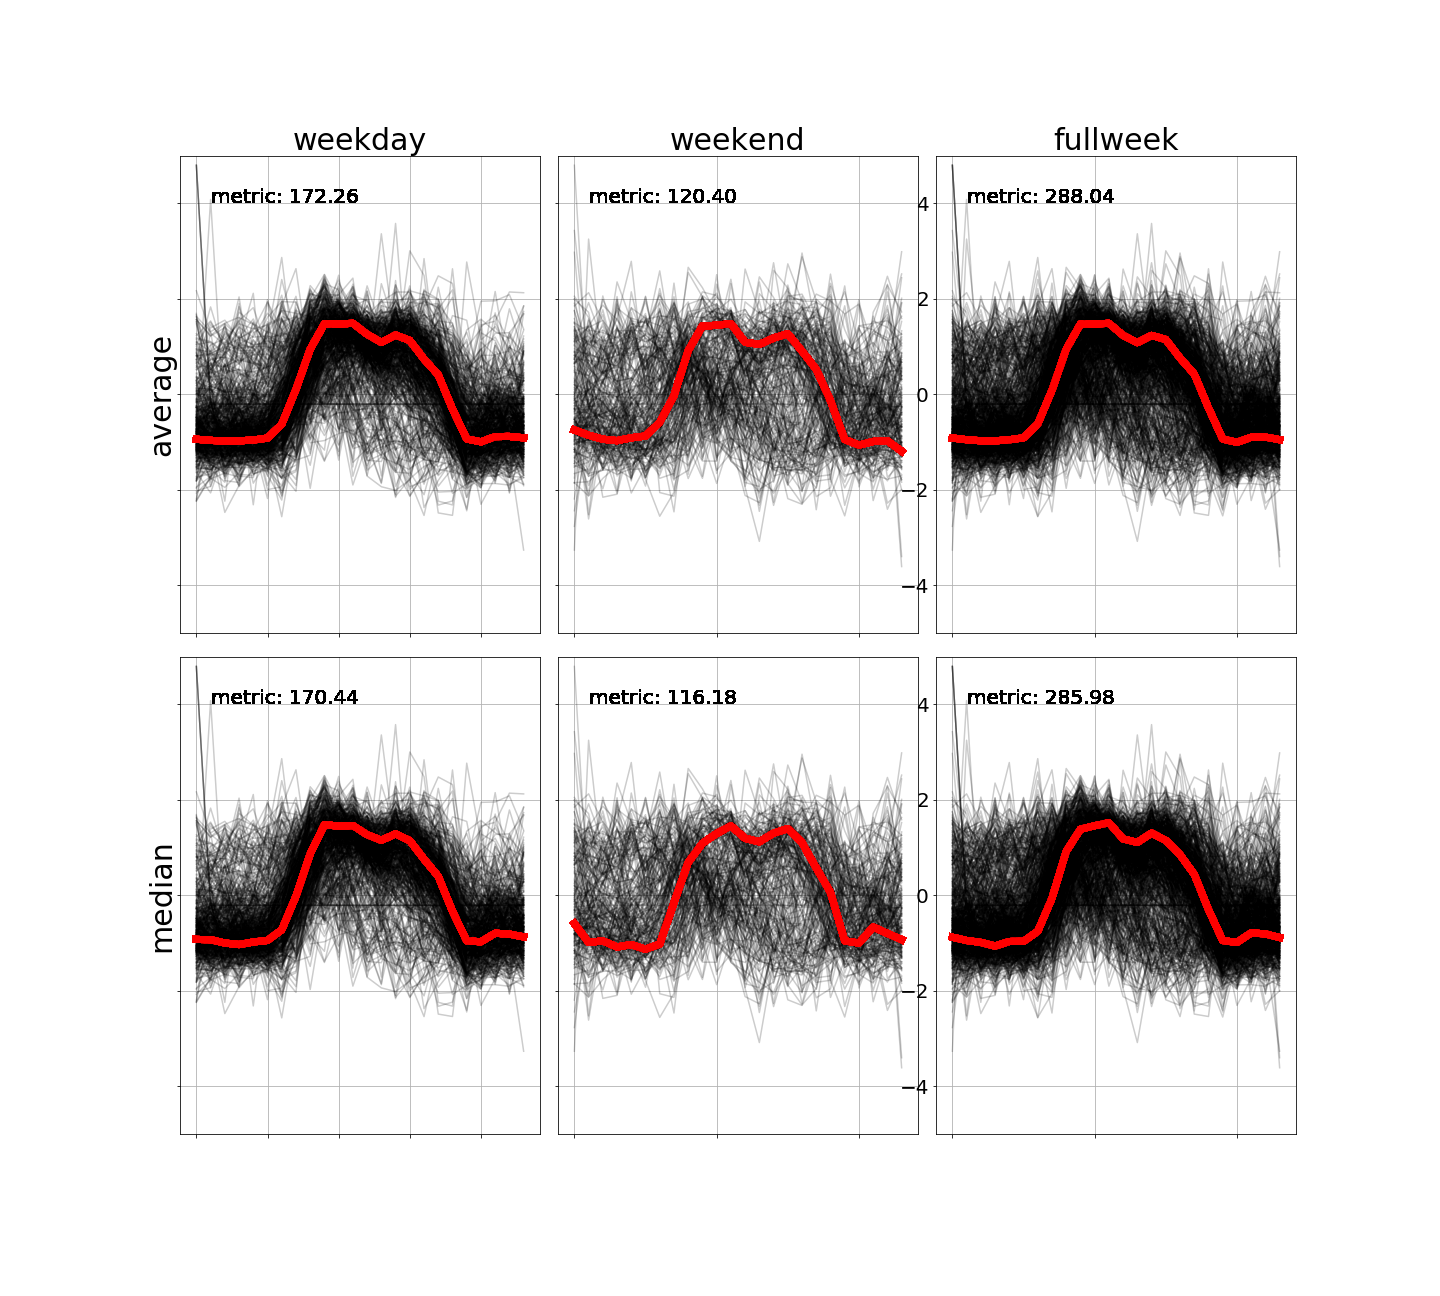 weekday weekend fullweek
metric: 172.26 metric: 120.40 metric: 288.04
4
2
0
−2
−4
average
metric: 170.44 metric: 116.18 metric: 285.98
4
2
0
−2
−4
median